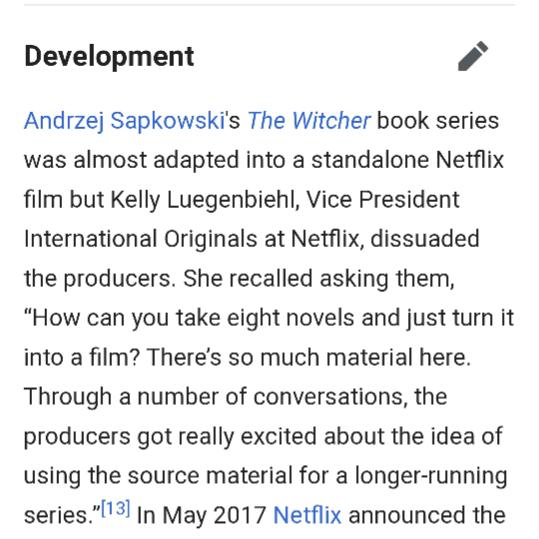 Development
Andrzej Sapkowski's The Witcher book series
was almost adapted into a standalone Netflix
film but Kelly Luegenbiehl, Vice President
International Originals at Netflix, dissuaded
the producers. She recalled asking them,
“How can you take eight novels and just turn it
into a film? There’s so much material here.
Through a number of conversations, the
producers got really excited about the idea of
using the source material for a longer-running
series.”[13] In May 2017 Netflix announced the